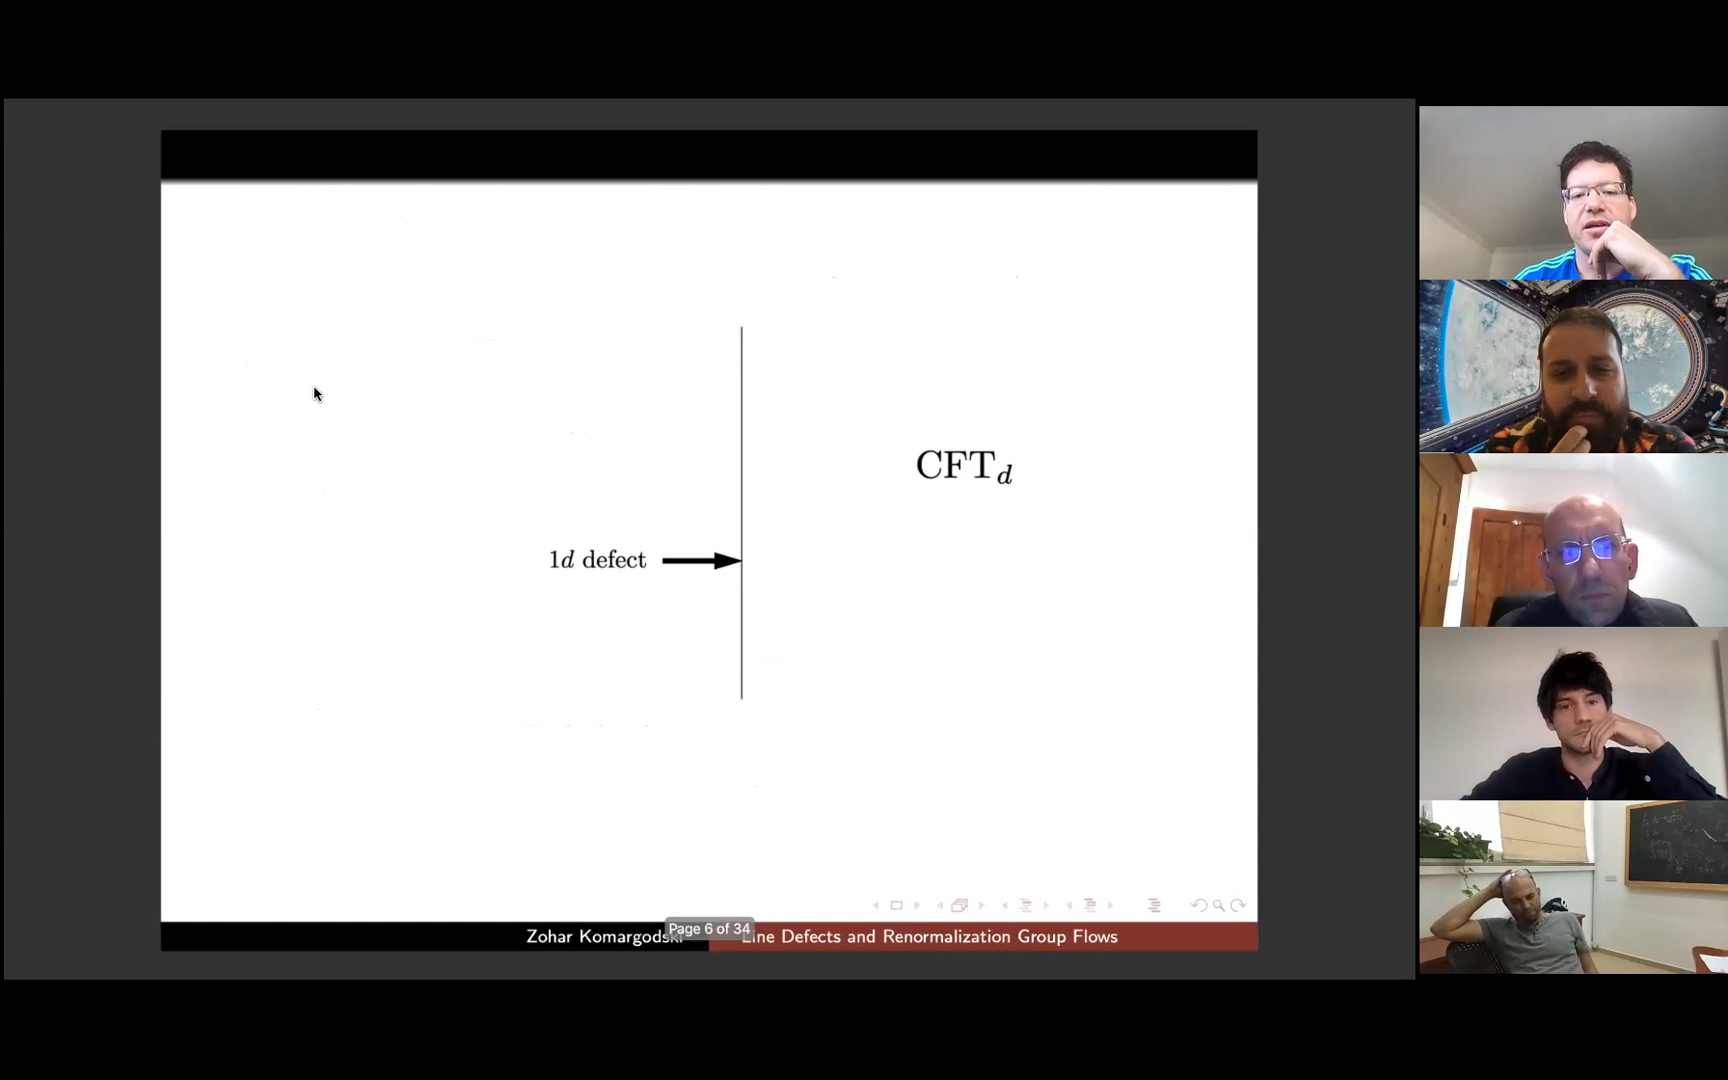 CFT_d
1d defect
Page 6 of 34
Zohar Komargodski
Line Defects and Renormalization Group Flows